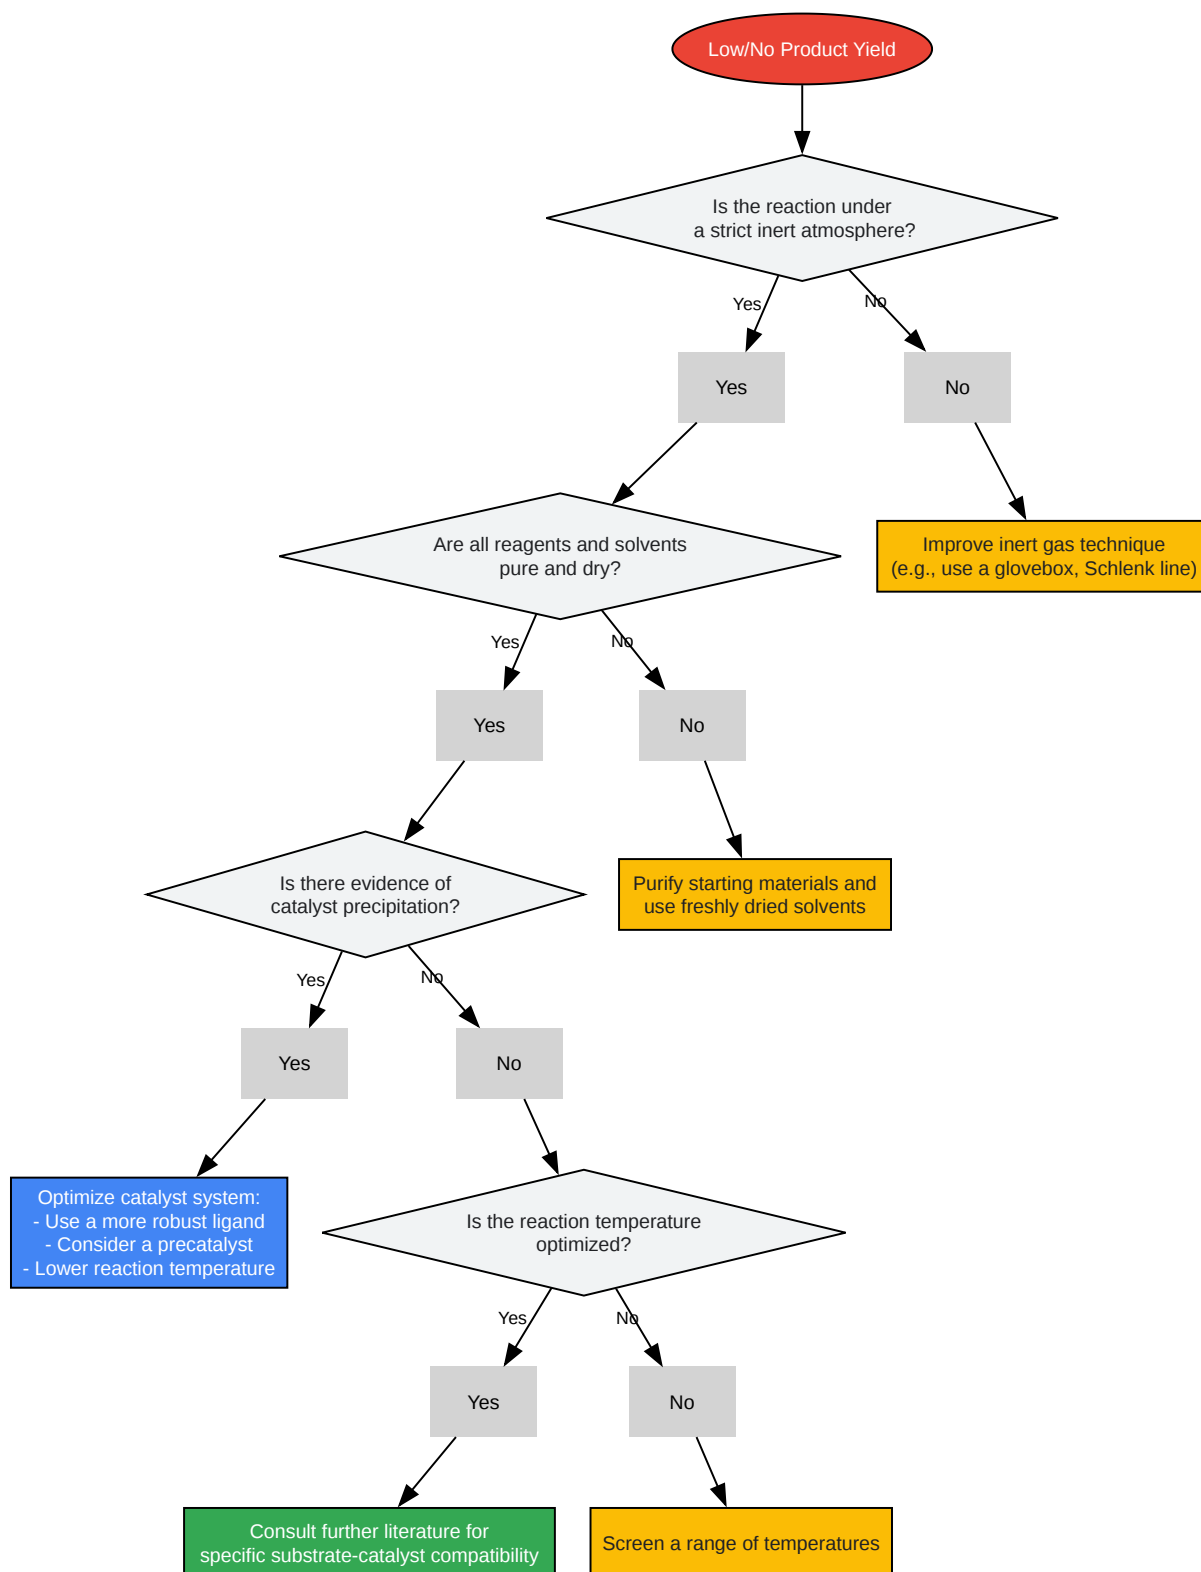 Low/No Product Yield
Is the reaction under
a strict inert atmosphere?
Yes
No
Yes
No
Are all reagents and solvents
pure and dry?
Improve inert gas technique
(e.g., use a glovebox, Schlenk line)
Yes
No
Yes
No
Is there evidence of
catalyst precipitation?
Purify starting materials and
use freshly dried solvents
Yes
No
Yes
No
Optimize catalyst system:
- Use a more robust ligand
- Consider a precatalyst
- Lower reaction temperature
Is the reaction temperature
optimized?
Yes
No
Yes
No
Consult further literature for
specific substrate-catalyst compatibility
Screen a range of temperatures